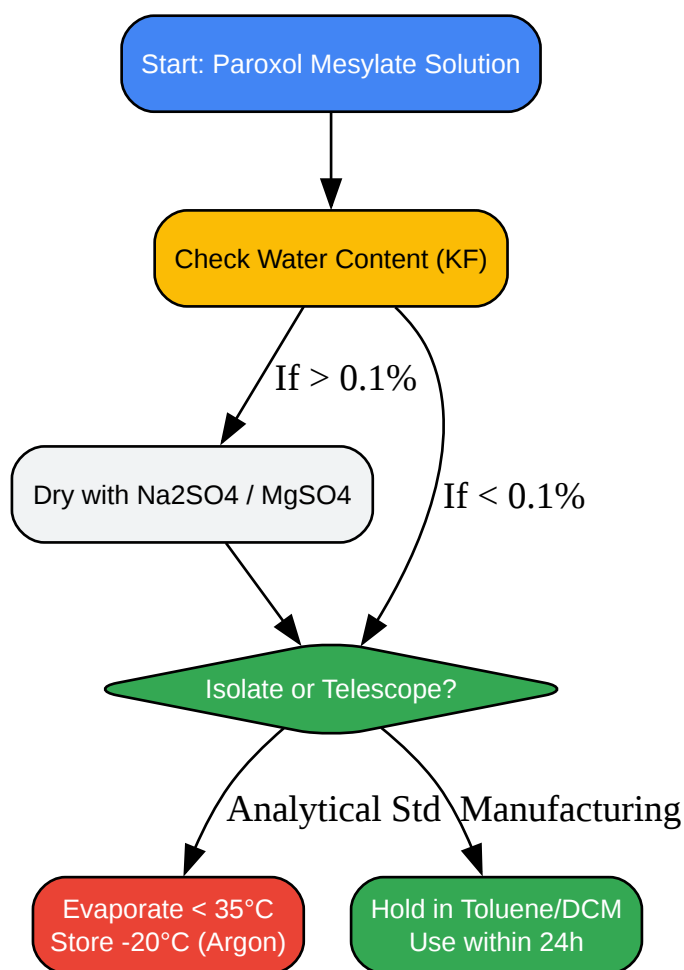 Start: Paroxol Mesylate Solution
Check Water Content (KF)
If > 0.1%
Dry with Na2SO4 / MgSO4
If < 0.1%
Isolate or Telescope?
Analytical Std
Manufacturing
Evaporate < 35°C
Store -20°C (Argon)
Hold in Toluene/DCM
Use within 24h